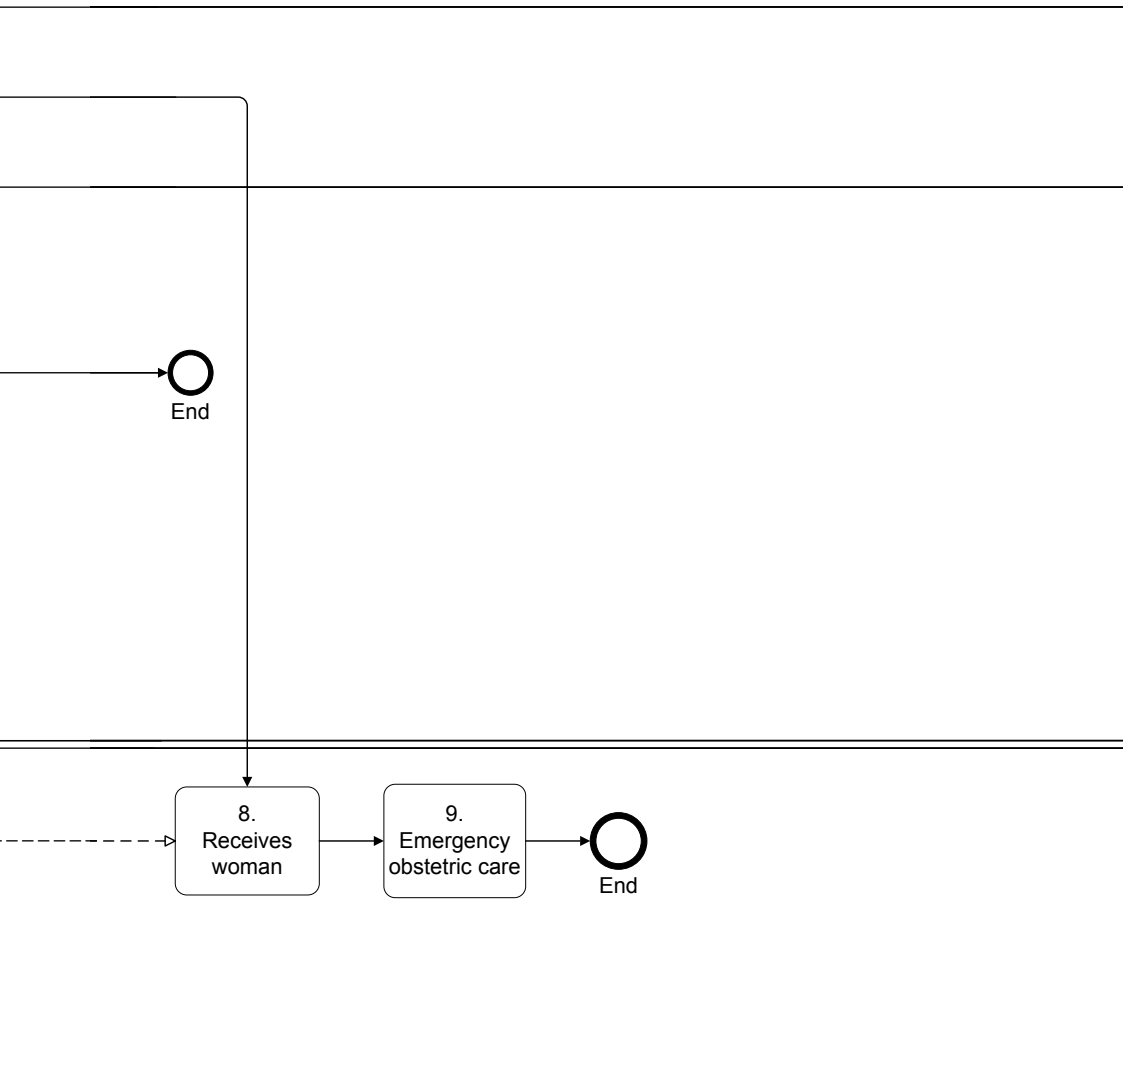 End
8.
Receives
woman
9.
Emergency
obstetric care
End